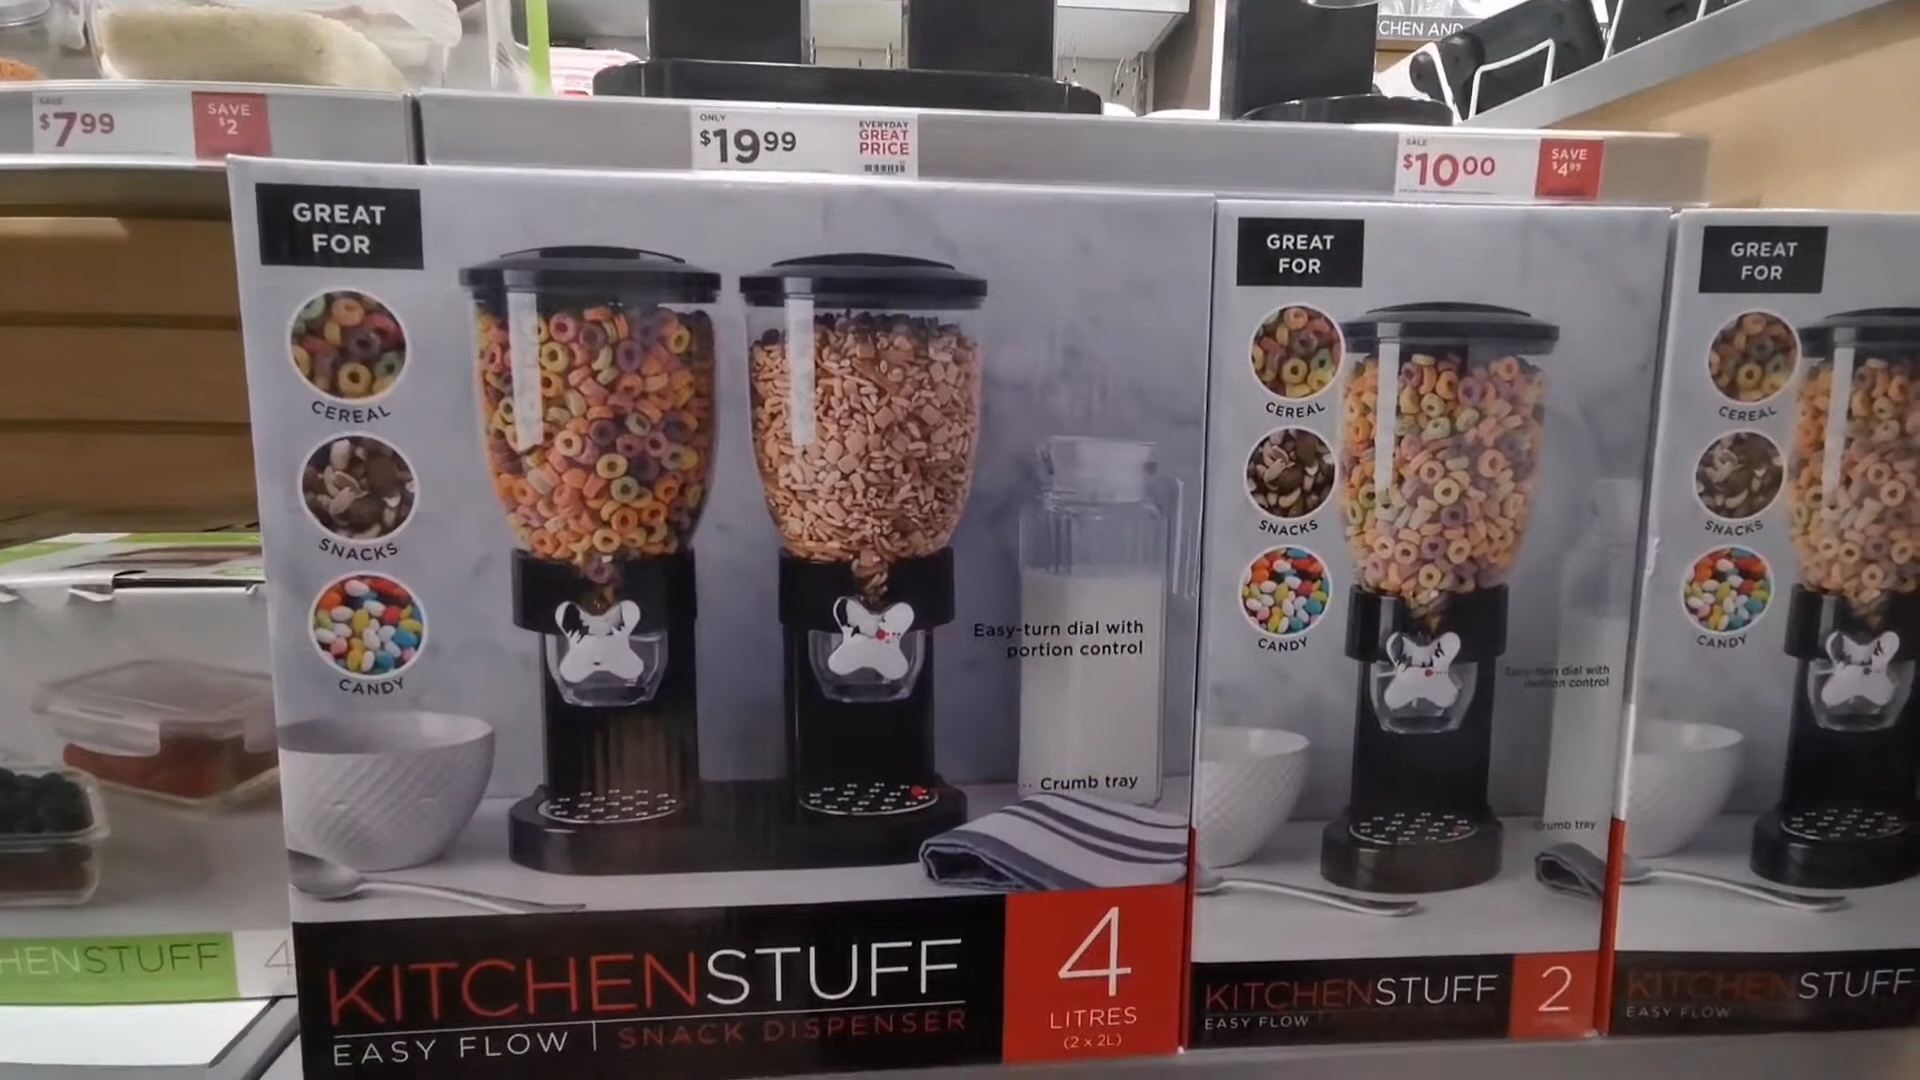 CHEN AND
SALE
$7.99
SAVE
$2
ONLY
$19.99
EVERYDAY
GREAT
PRICE
SALE
$10.00
SAVE
$4.99
GREAT
FOR
CEREAL
SNACKS
CANDY
Easy-turn dial with
portion control
Crumb tray
KITCHENSTUFF
EASY FLOW | SNACK DISPENSER
4
LITRES
(2 x 2L)
GREAT
FOR
CEREAL
SNACKS
CANDY
Easy-turn dial with
portion control
Crumb tray
KITCHENSTUFF
EASY FLOW
2
GREAT
FOR
CEREAL
SNACKS
CANDY
KITCHENSTUFF
EASY FLOW
HENSTUFF
4